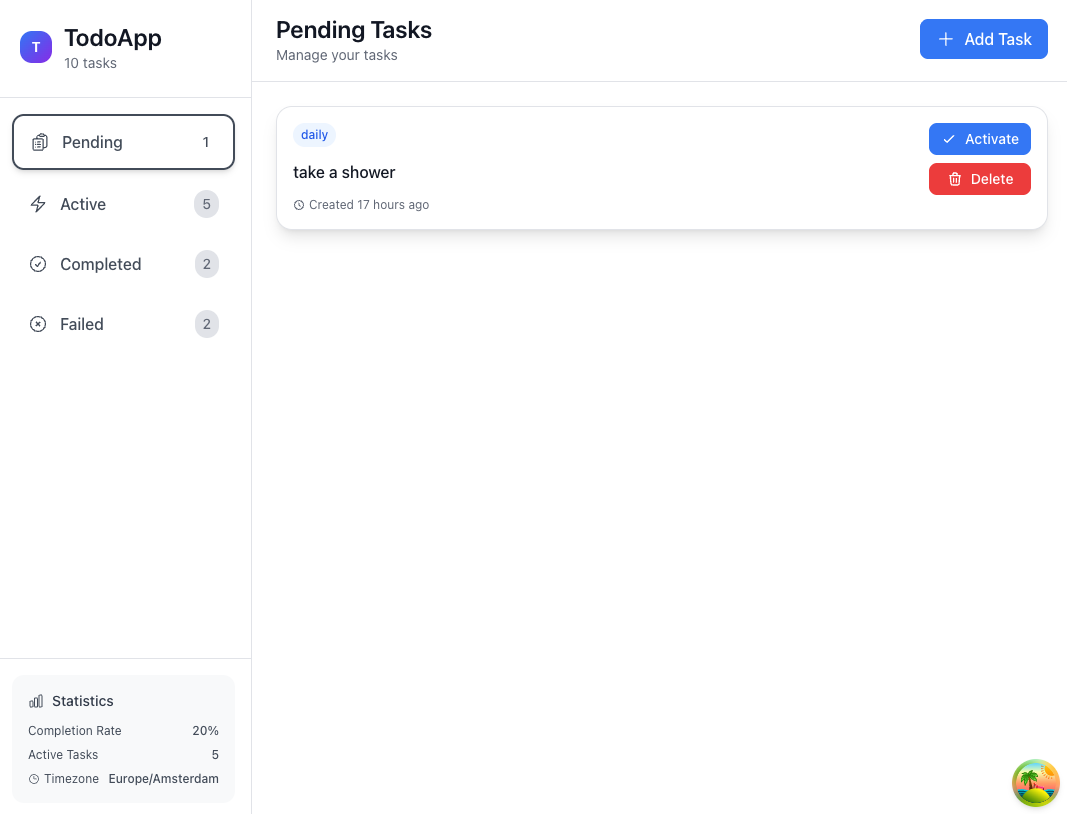 T
TodoApp
10 tasks
Pending 1
Active 5
Completed 2
Failed 2
Statistics
Completion Rate 20%
Active Tasks 5
Timezone Europe/Amsterdam
Pending Tasks
Manage your tasks
Add Task
daily
take a shower
Created 17 hours ago
Activate
Delete